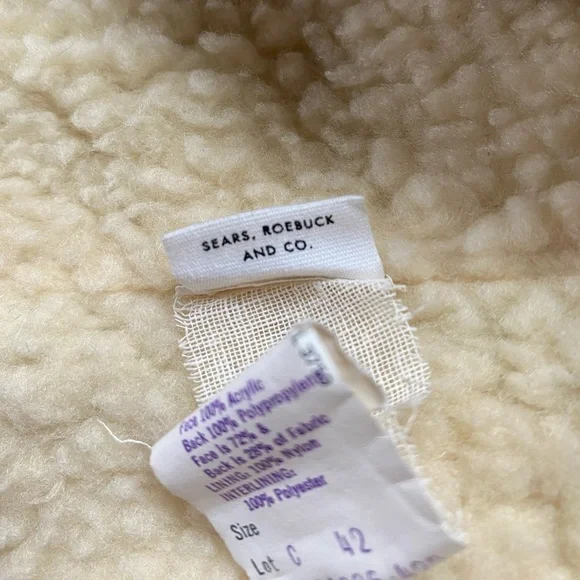 SEARS, ROEBUCK
AND CO.
Face 100% Acrylic
Back 100% Polypropylene
Face is 72% &
Back is 28% of Fabric
LINING: 100% Nylon
INTERLINING:
100% Polyester
Size
Lot C 42